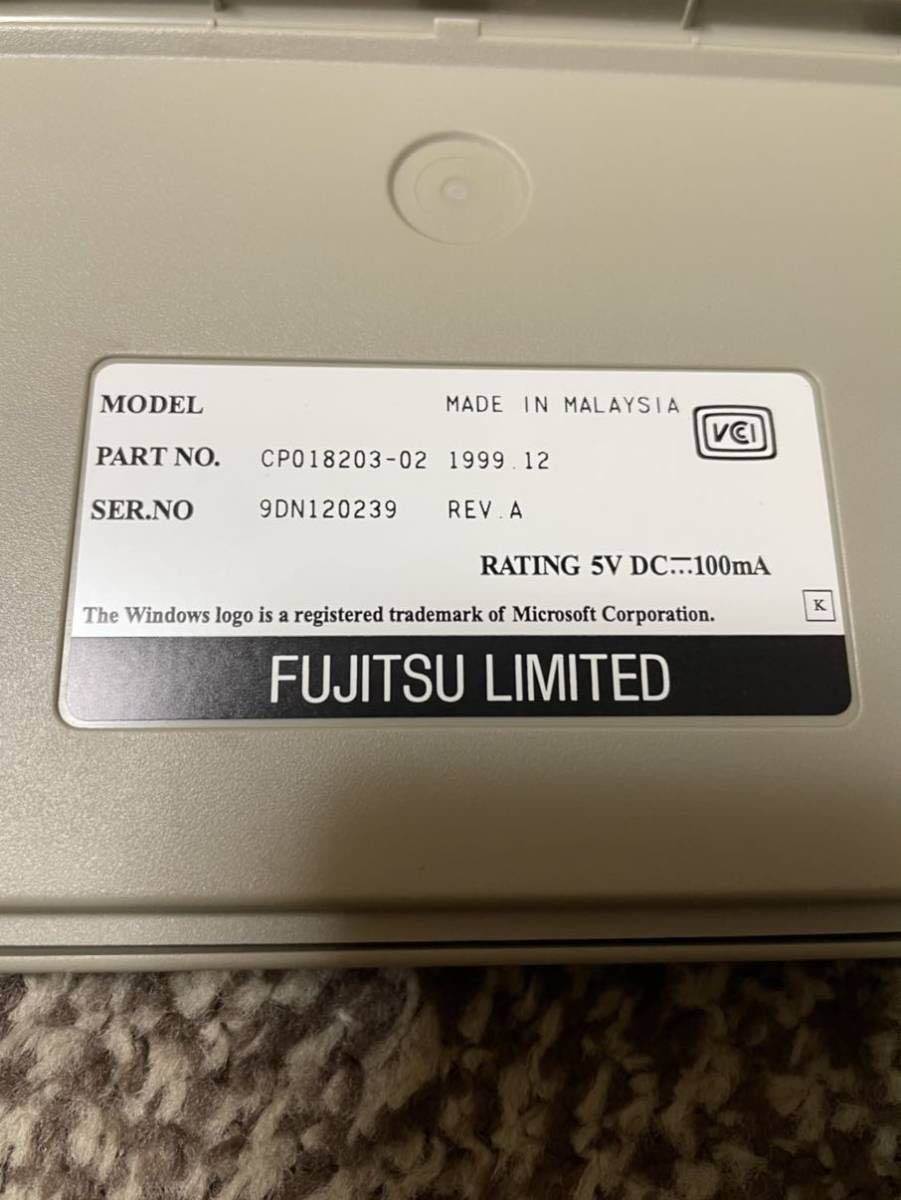 MODEL MADE IN MALAYSIA
VCCI
PART NO. CP018203-02 1999.12
SER.NO 9DN120239 REV.A
RATING 5V DC⎓100mA
The Windows logo is a registered trademark of Microsoft Corporation. K
FUJITSU LIMITED